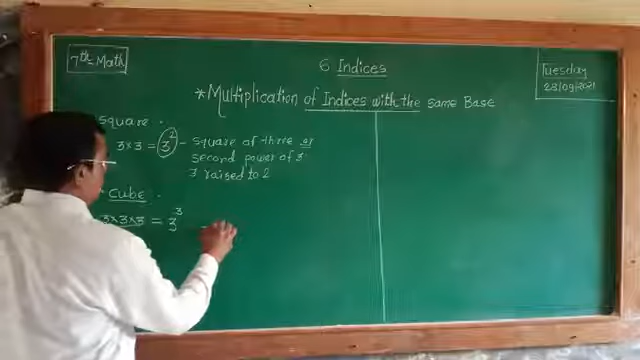 7th Math
6 Indices
Tuesday
28/09/2021
*Multiplication of Indices with the same Base
Square.
3×3 = 3² - square of three or
second power of 3
3 raised to 2
* Cube.
3×3×3 = 3³